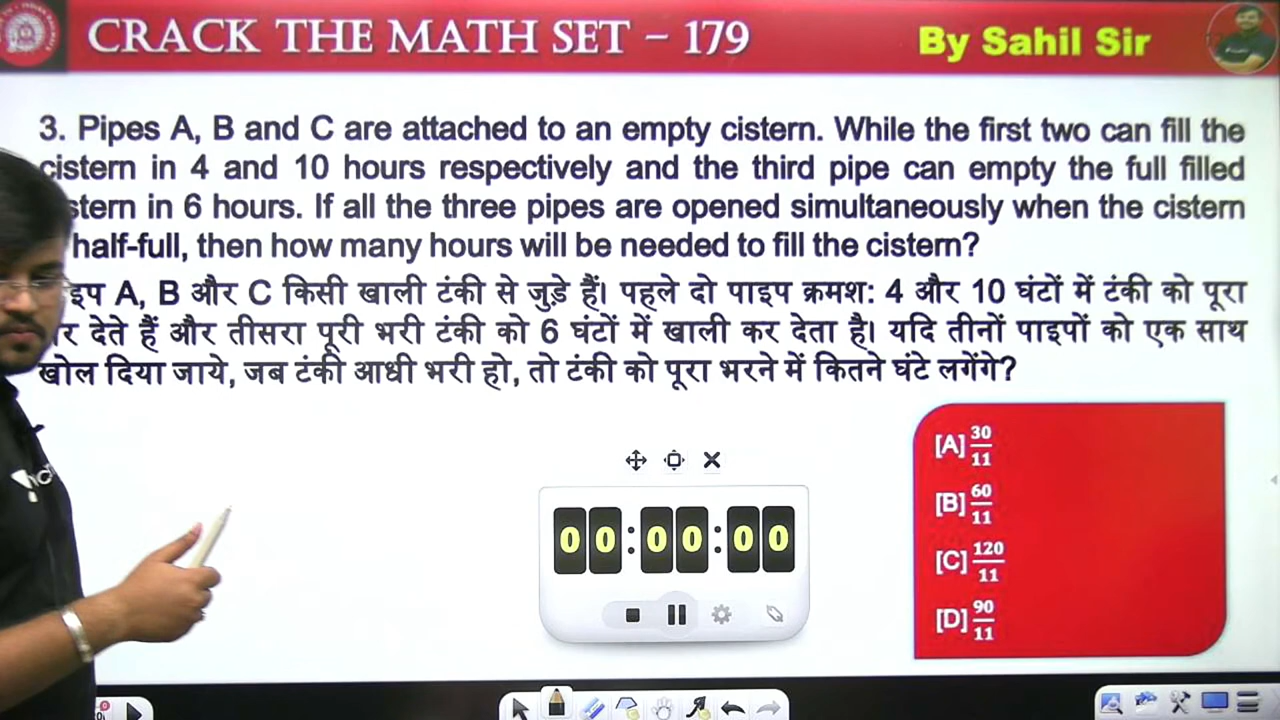 CRACK THE MATH SET – 179
By Sahil Sir
3. Pipes A, B and C are attached to an empty cistern. While the first two can fill the
cistern in 4 and 10 hours respectively and the third pipe can empty the full filled
stern in 6 hours. If all the three pipes are opened simultaneously when the cistern
half-full, then how many hours will be needed to fill the cistern?
इप A, B और C किसी खाली टंकी से जुड़े हैं। पहले दो पाइप क्रमश: 4 और 10 घंटों में टंकी को पूरा
र देते हैं और तीसरा पूरी भरी टंकी को 6 घंटों में खाली कर देता है। यदि तीनों पाइपों को एक साथ
खोल दिया जाये, जब टंकी आधी भरी हो, तो टंकी को पूरा भरने में कितने घंटे लगेंगे?
[A] 30/11
[B] 60/11
[C] 120/11
[D] 90/11
00:00:00